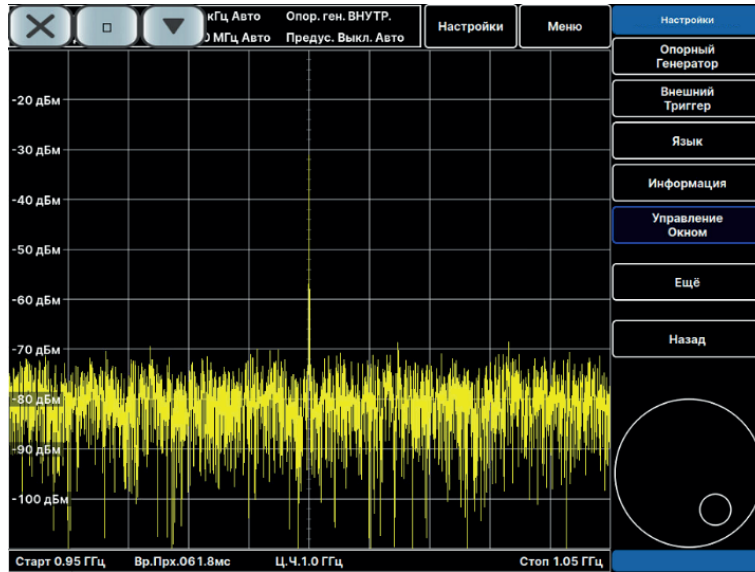 кГц Авто Опор. ген. ВНУТР.
МГц Авто Предус. Выкл. Авто
Настройки
Меню
Настройки
Опорный
Генератор
Внешний
Триггер
Язык
Информация
Управление
Окном
Ещё
Назад
-20 дБм
-30 дБм
-40 дБм
-50 дБм
-60 дБм
-70 дБм
-80 дБм
-90 дБм
-100 дБм
Старт 0.95 ГГц Вр.Прх.061.8мс Ц.Ч.1.0 ГГц Стоп 1.05 ГГц